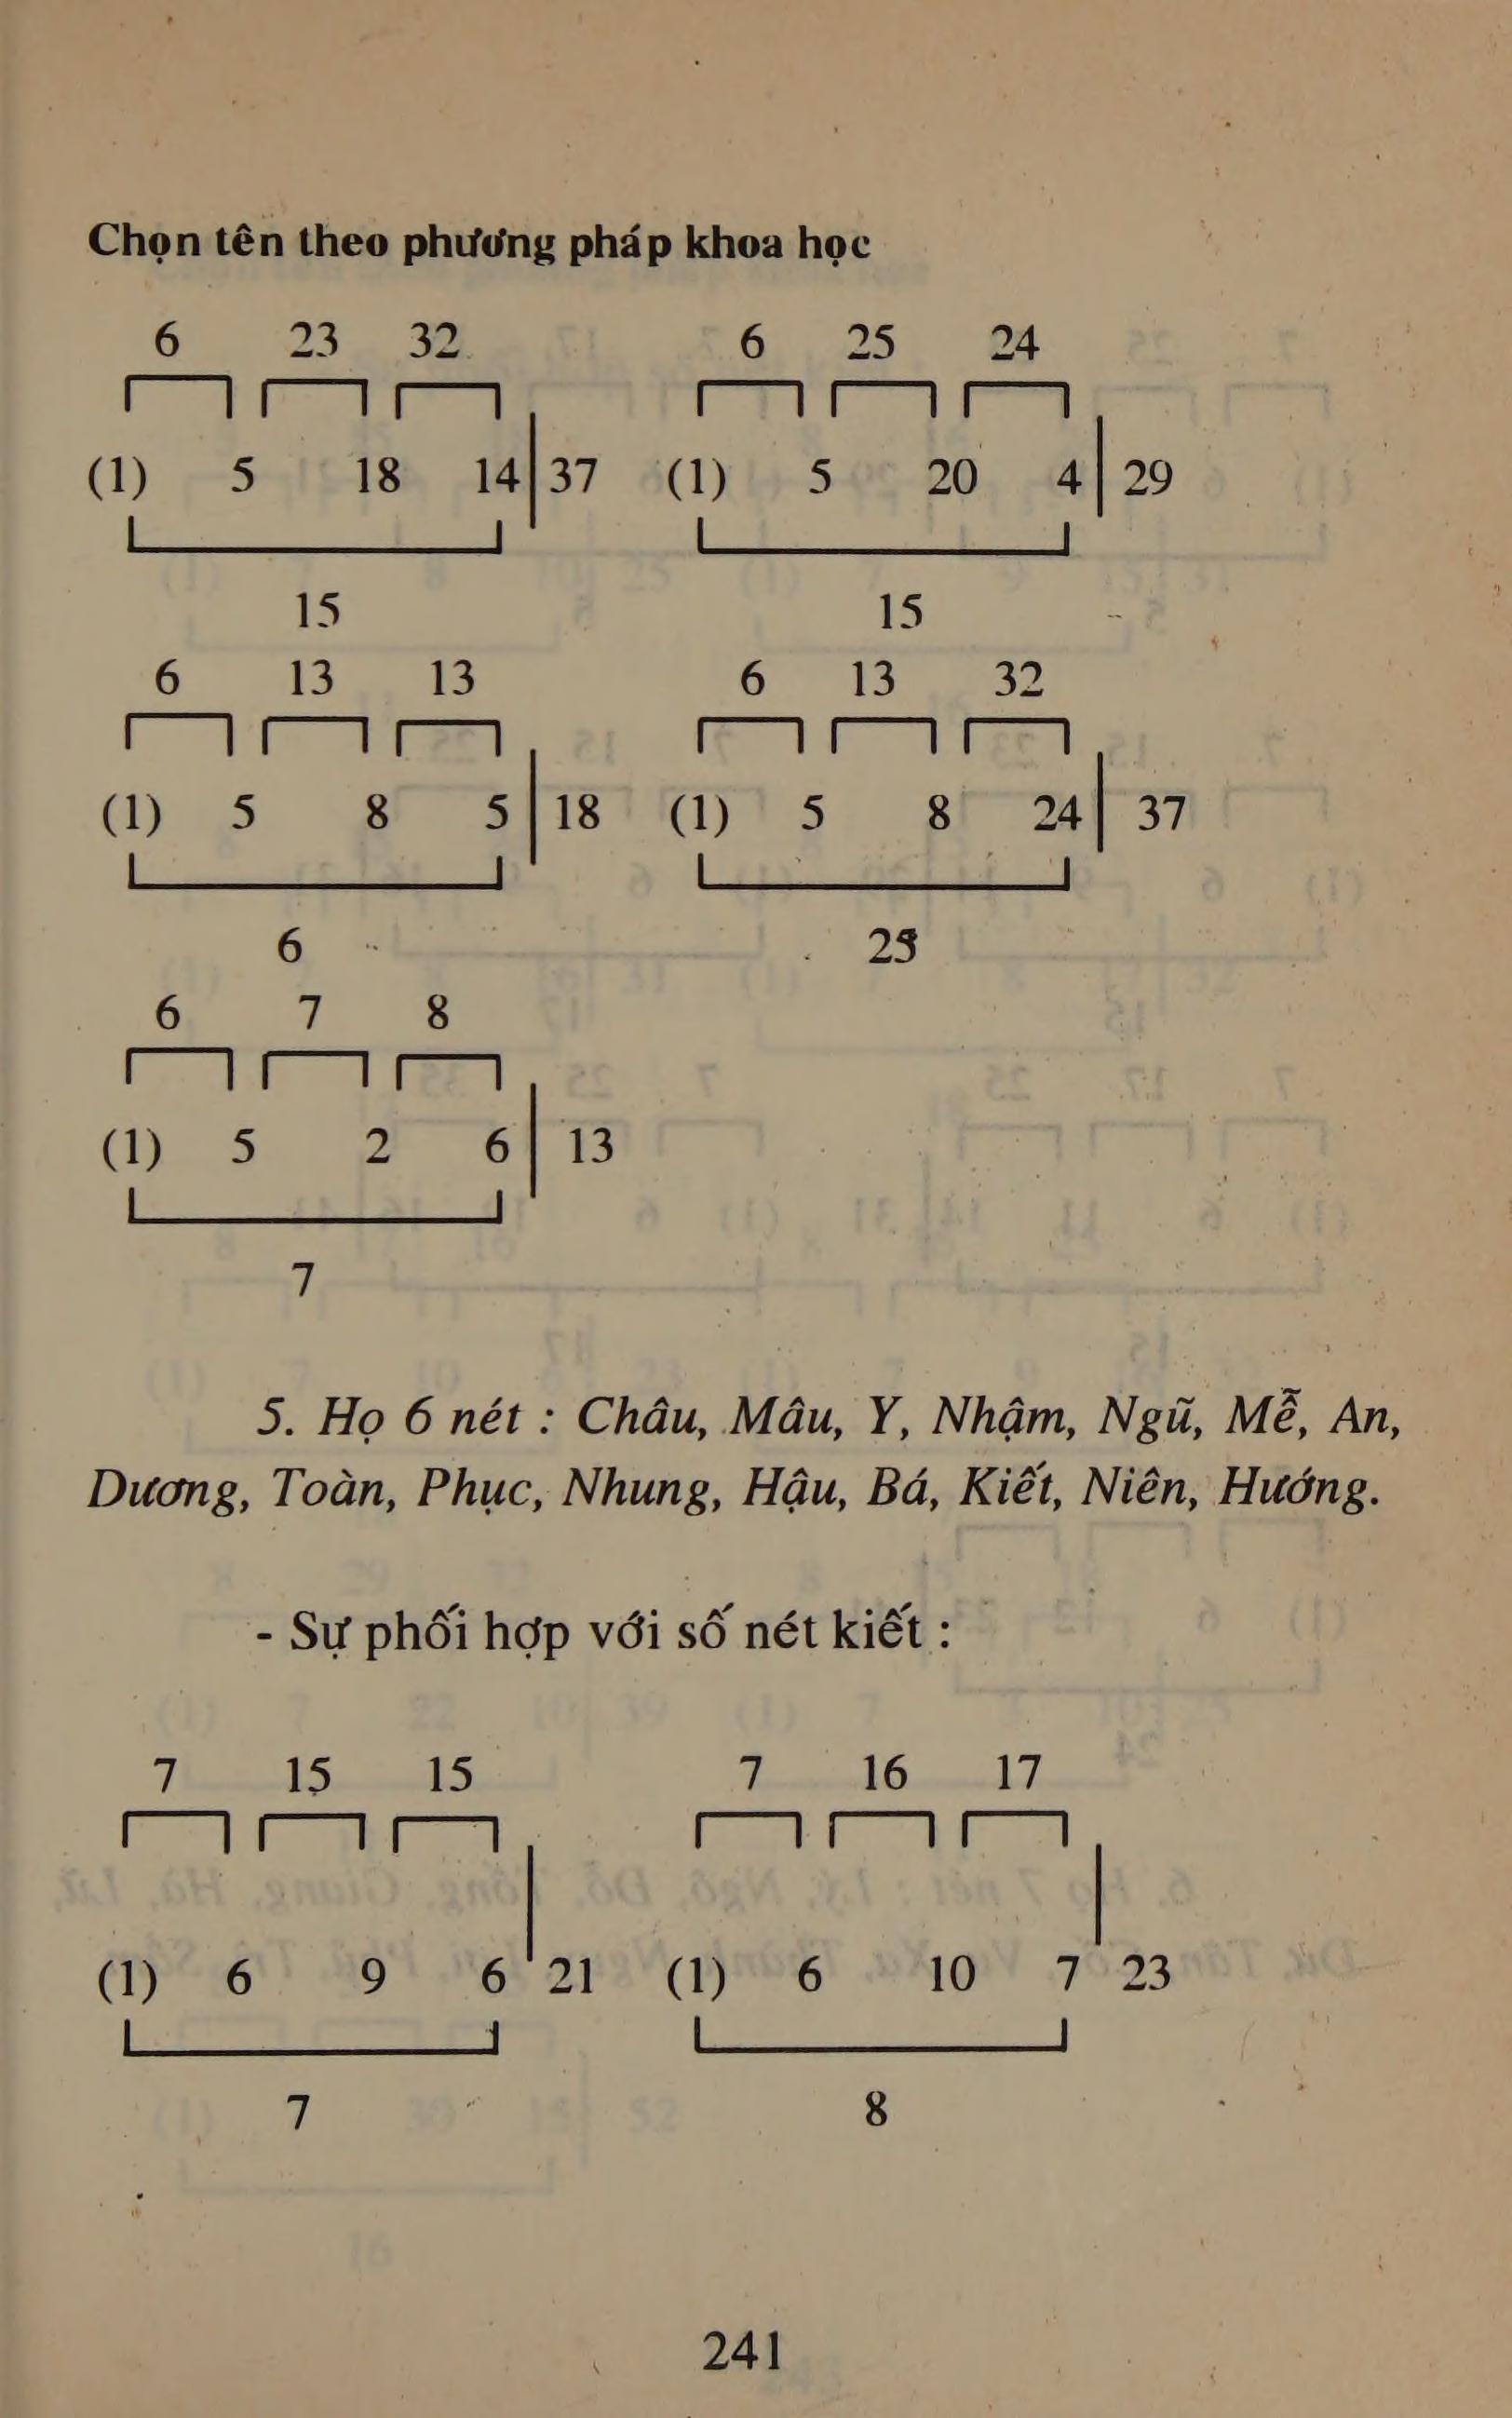 Chọn tên theo phương pháp khoa học
6 23 32 6 25 24
(1) 5 18 14 37 (1) 5 20 4 29
15 15
6 13 13 6 13 32
(1) 5 8 5 18 (1) 5 8 24 37
6 25
6 7 8
(1) 5 2 6 13
7
5. Họ 6 nét : Châu, Mâu, Y, Nhậm, Ngũ, Mễ, An,
Dương, Toàn, Phục, Nhung, Hậu, Bá, Kiết, Niên, Hướng.
- Sự phối hợp với số nét kiết :
7 15 15 7 16 17
(1) 6 9 6 21 (1) 6 10 7 23
7 8
241